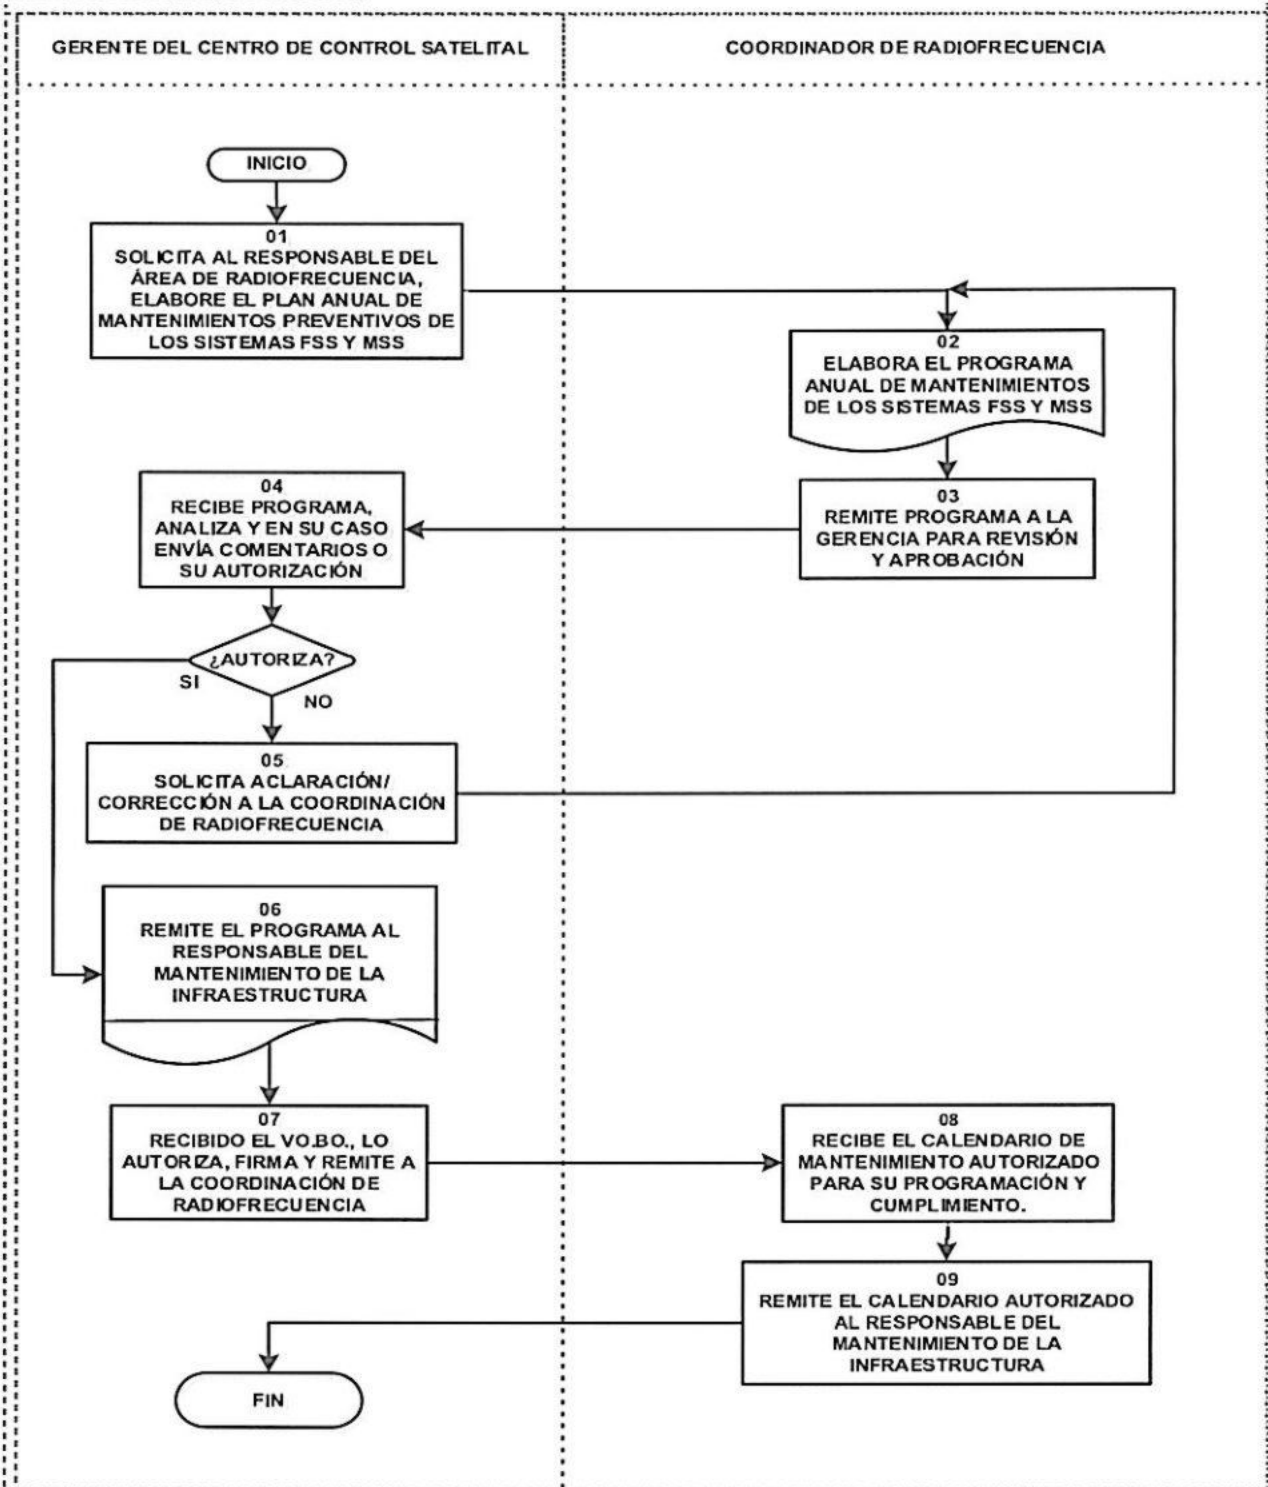 GERENTE DEL CENTRO DE CONTROL SATELITAL
COORDINADOR DE RADIOFRECUENCIA
INICIO
01
SOLICITA AL RESPONSABLE DEL
ÁREA DE RADIOFRECUENCIA,
ELABORE EL PLAN ANUAL DE
MANTENIMIENTOS PREVENTIVOS DE
LOS SISTEMAS FSS Y MSS
02
ELABORA EL PROGRAMA
ANUAL DE MANTENIMIENTOS
DE LOS SISTEMAS FSS Y MSS
03
REMITE PROGRAMA A LA
GERENCIA PARA REVISIÓN
Y APROBACIÓN
04
RECIBE PROGRAMA,
ANALIZA Y EN SU CASO
ENVÍA COMENTARIOS O
SU AUTORIZACIÓN
¿AUTORIZA?
SI
NO
05
SOLICITA ACLARACIÓN/
CORRECCIÓN A LA COORDINACIÓN
DE RADIOFRECUENCIA
06
REMITE EL PROGRAMA AL
RESPONSABLE DEL
MANTENIMIENTO DE LA
INFRAESTRUCTURA
07
RECIBIDO EL VO.BO., LO
AUTORIZA, FIRMA Y REMITE A
LA COORDINACIÓN DE
RADIOFRECUENCIA
08
RECIBE EL CALENDARIO DE
MANTENIMIENTO AUTORIZADO
PARA SU PROGRAMACIÓN Y
CUMPLIMIENTO.
09
REMITE EL CALENDARIO AUTORIZADO
AL RESPONSABLE DEL
MANTENIMIENTO DE LA
INFRAESTRUCTURA
FIN